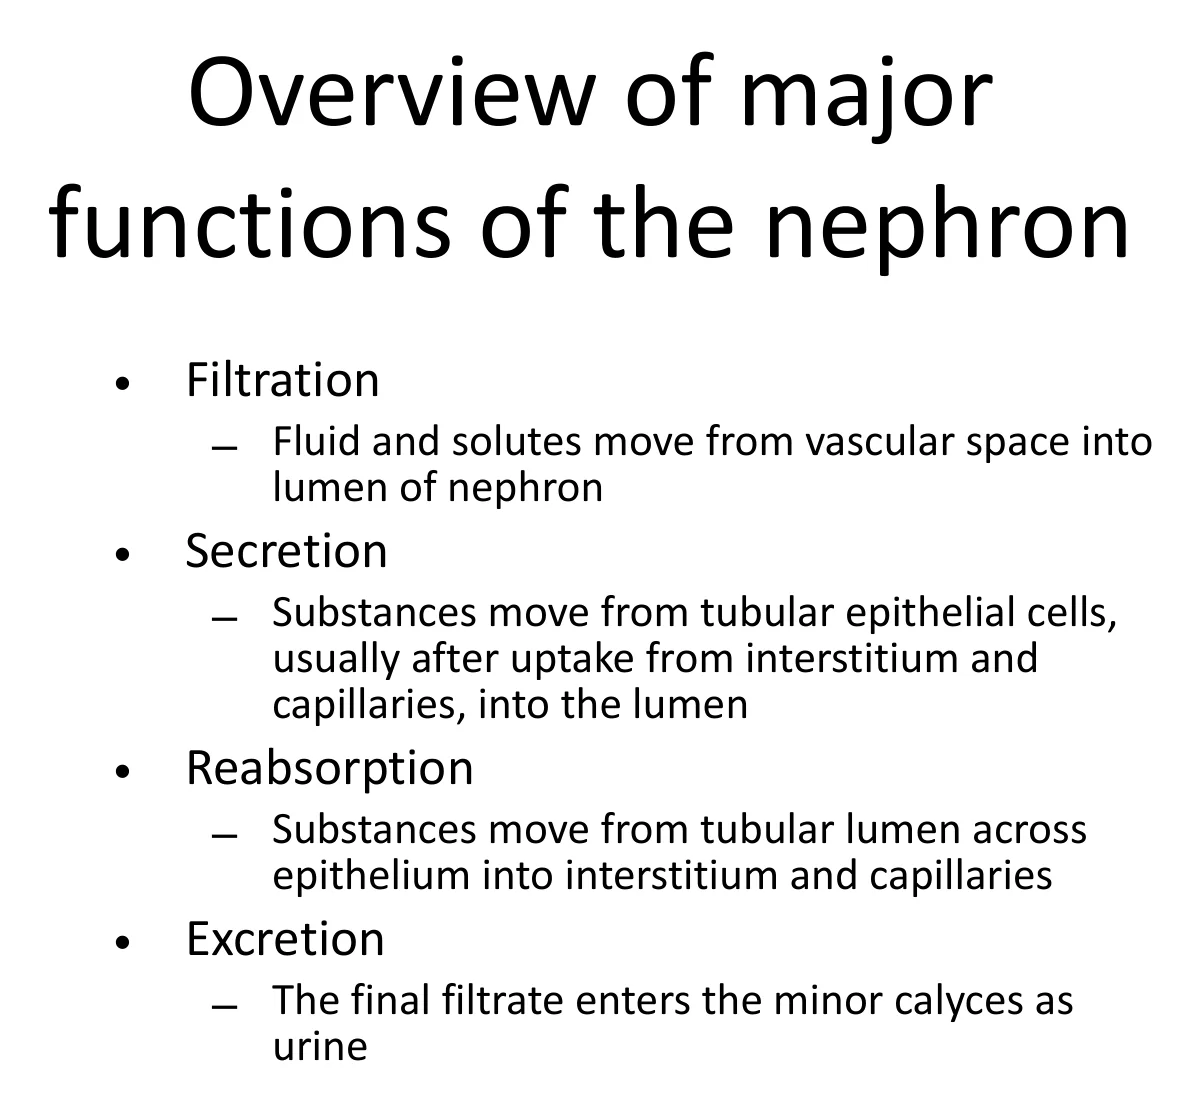 Overview of major
functions of the nephron
• Filtration
– Fluid and solutes move from vascular space into
lumen of nephron
• Secretion
– Substances move from tubular epithelial cells,
usually after uptake from interstitium and
capillaries, into the lumen
• Reabsorption
– Substances move from tubular lumen across
epithelium into interstitium and capillaries
• Excretion
– The final filtrate enters the minor calyces as
urine